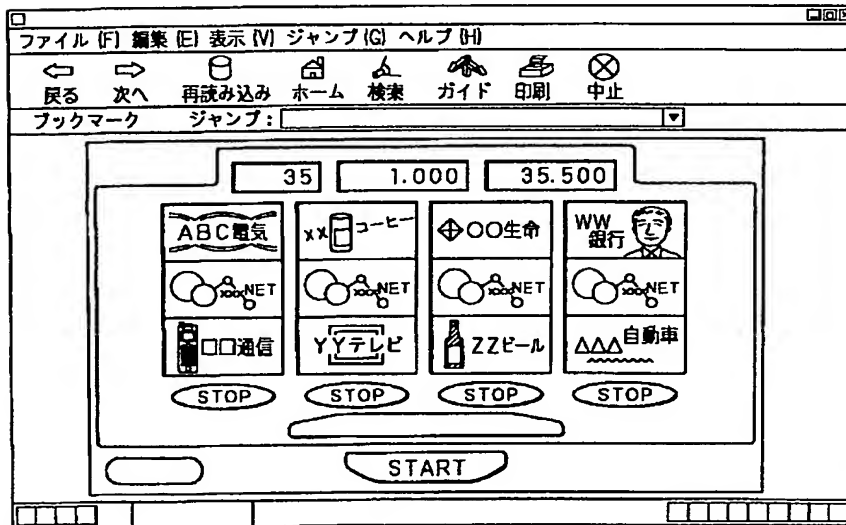 ファイル (F) 編集 (E) 表示 (V) ジャンプ (G) ヘルプ (H)
戻る 次へ 再読み込み ホーム 検索 ガイド 印刷 中止
ブックマーク ジャンプ:
35 1.000 35.500
ABC電気 ××コーヒー ○○生命 WW銀行
×××NET ×××NET ×××NET ×××NET
□□通信 YYテレビ ZZビール △△△自動車
STOP STOP STOP STOP
START